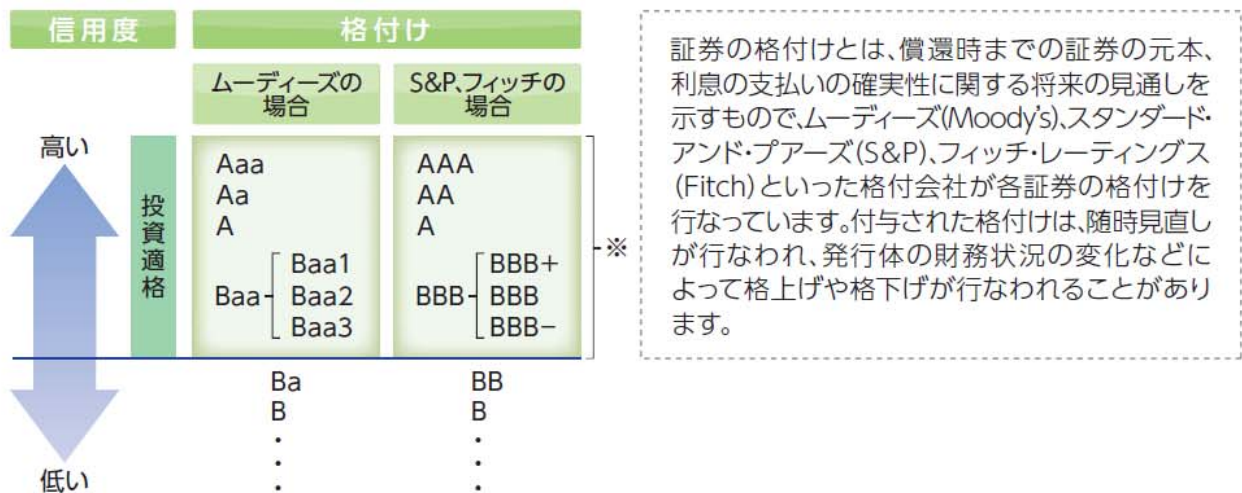 信用度
格付け
ムーディーズの
場合
S&P、フィッチの
場合
高い
投資適格
低い
Aaa
Aa
A
Baa
Baa1
Baa2
Baa3
Ba
B
・
・
・
AAA
AA
A
BBB
BBB+
BBB
BBB−
BB
B
・
・
・
※
証券の格付けとは、償還時までの証券の元本、
利息の支払いの確実性に関する将来の見通しを
示すもので、ムーディーズ(Moody's)、スタンダード・
アンド・プアーズ(S&P)、フィッチ・レーティングス
(Fitch)といった格付会社が各証券の格付けを
行なっています。付与された格付けは、随時見直し
が行なわれ、発行体の財務状況の変化などに
よって格上げや格下げが行なわれることがあり
ます。